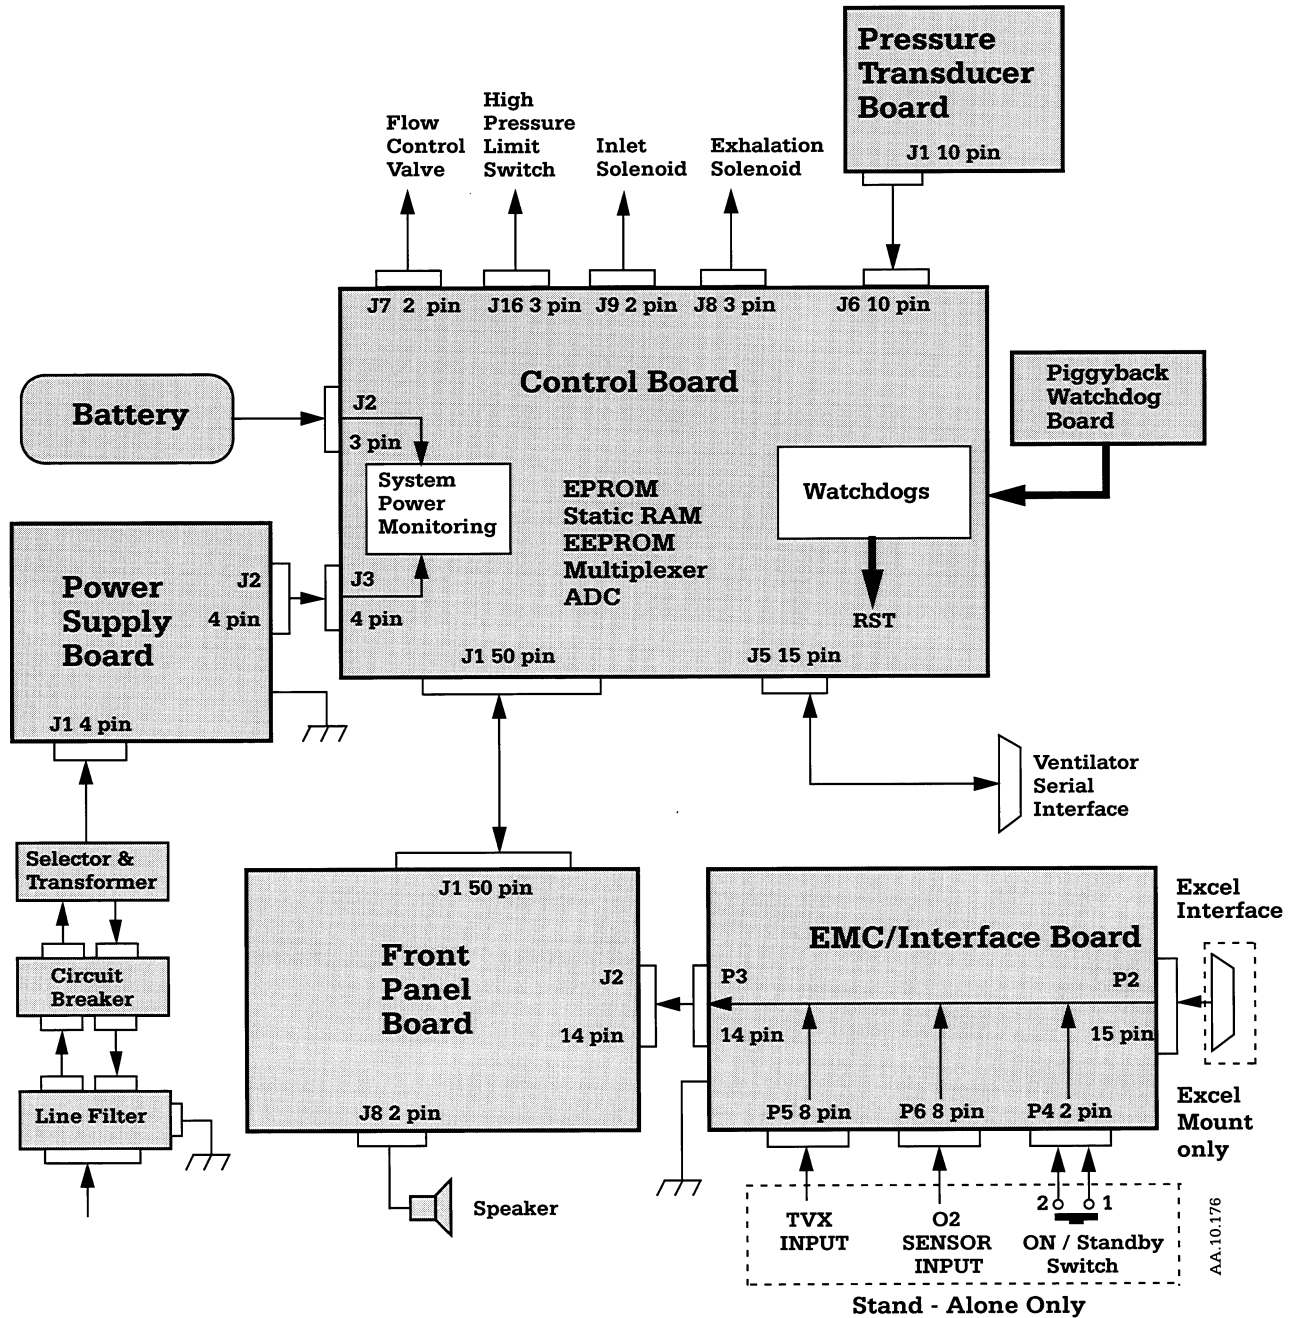 Pressure
Transducer
Board
J1 10 pin
Flow
Control
Valve
High
Pressure
Limit
Switch
Inlet
Solenoid
Exhalation
Solenoid
J7 2 pin
J16 3 pin
J9 2 pin
J8 3 pin
J6 10 pin
Control Board
Piggyback
Watchdog
Board
Battery
J2
3 pin
System
Power
Monitoring
EPROM
Static RAM
EEPROM
Multiplexer
ADC
Watchdogs
RST
Power
Supply
Board
J2
4 pin
J3
4 pin
J1 50 pin
J5 15 pin
J1 4 pin
Ventilator
Serial
Interface
Selector &
Transformer
Circuit
Breaker
Line Filter
J1 50 pin
Front
Panel
Board
J2
14 pin
J8 2 pin
Speaker
EMC/Interface Board
P3
14 pin
P2
15 pin
P5 8 pin
P6 8 pin
P4 2 pin
Excel
Interface
Excel
Mount
only
TVX
INPUT
O2
SENSOR
INPUT
2
1
ON / Standby
Switch
Stand - Alone Only
AA.10.176